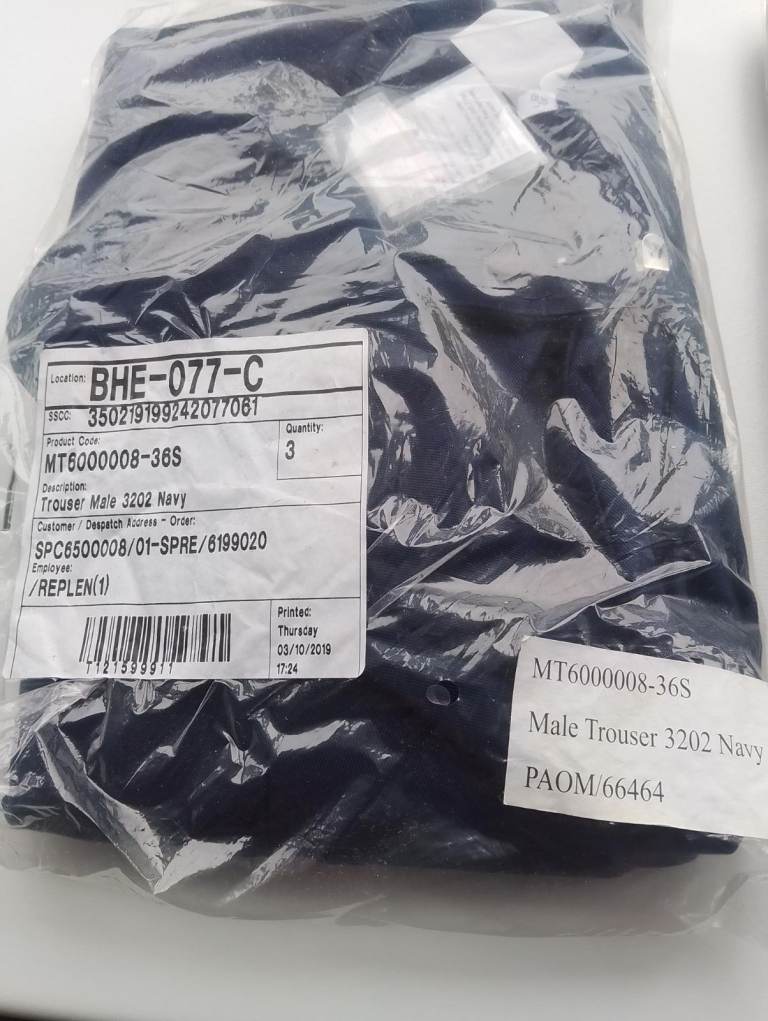 Location: BHE-077-C
SSCC: 350219199242077061
Product Code:
MT6000008-36S
Quantity:
3
Description:
Trouser Male 3202 Navy
Customer / Despatch Address - Order:
SPC6500008/01-SPRE/6199020
Employee:
/REPLEN(1)
T121599911
Printed:
Thursday
03/10/2019
17:24
MT6000008-36S
Male Trouser 3202 Navy
PAOM/66464